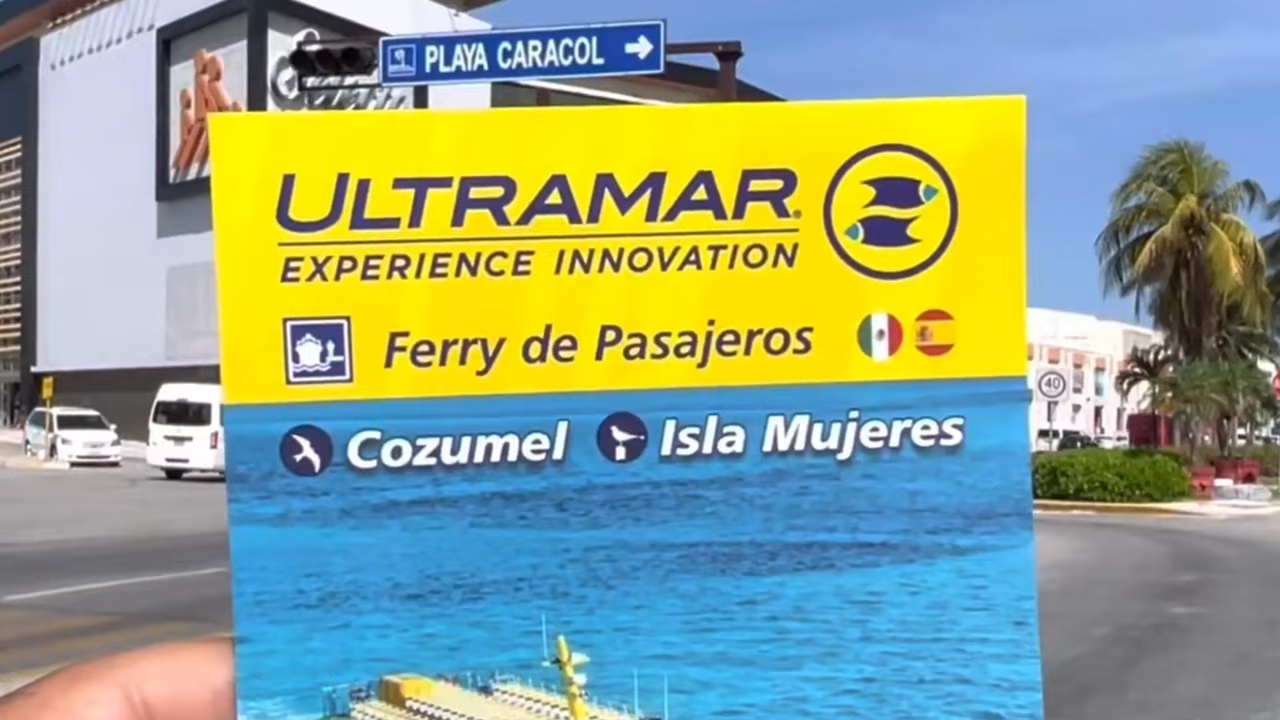 PLAYA CARACOL
ULTRAMAR
EXPERIENCE INNOVATION
Ferry de Pasajeros
Cozumel Isla Mujeres
40